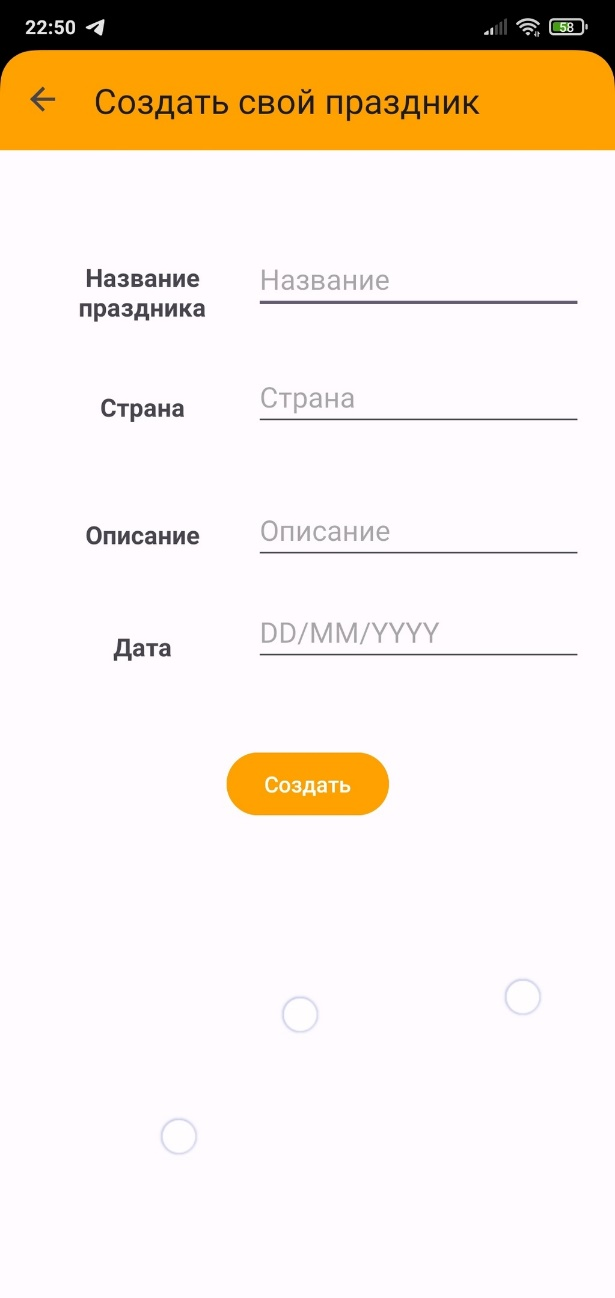 22:50
58
Создать свой праздник
Название
праздника
Название
Страна
Страна
Описание
Описание
Дата
DD/MM/YYYY
Создать